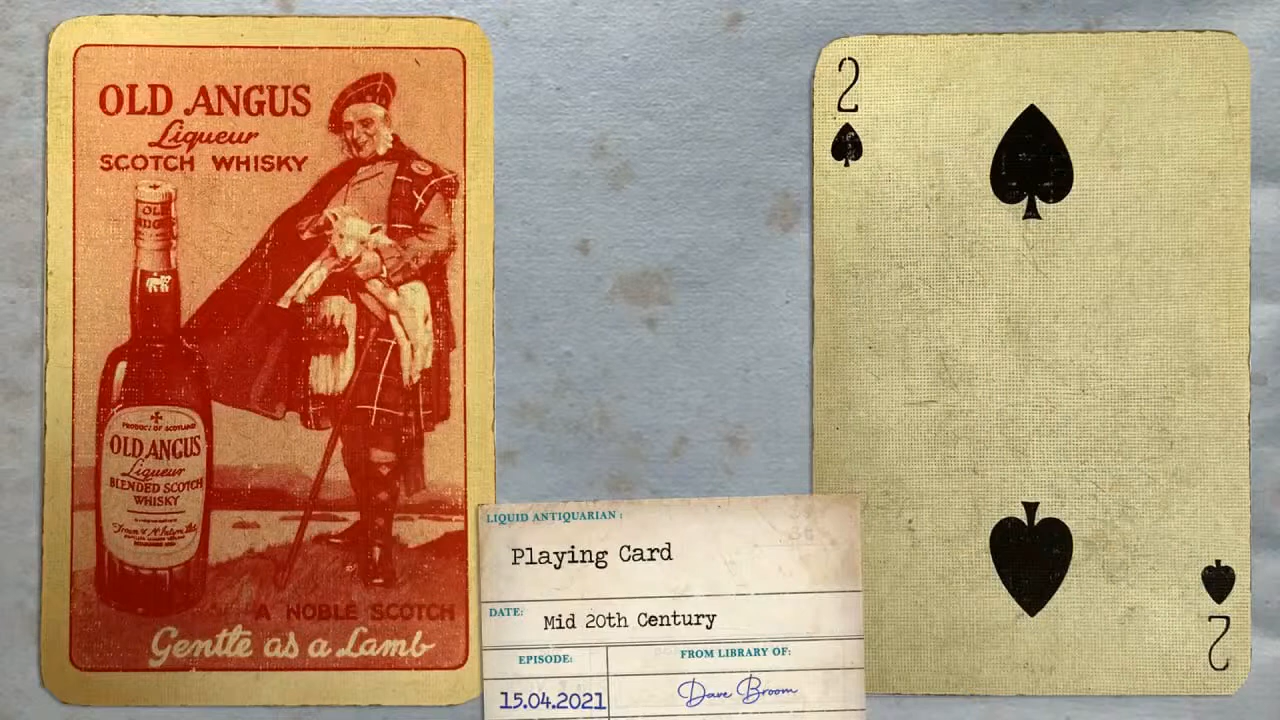 OLD ANGUS
Liqueur
SCOTCH WHISKY
OLD
ANGUS
PRODUCT OF SCOTLAND
OLD ANGUS
Liqueur
BLENDED SCOTCH
WHISKY
A NOBLE SCOTCH
Gentle as a Lamb
2
2
LIQUID ANTIQUARIAN :
Playing Card
DATE: Mid 20th Century
EPISODE: FROM LIBRARY OF:
15.04.2021 Dave Broom